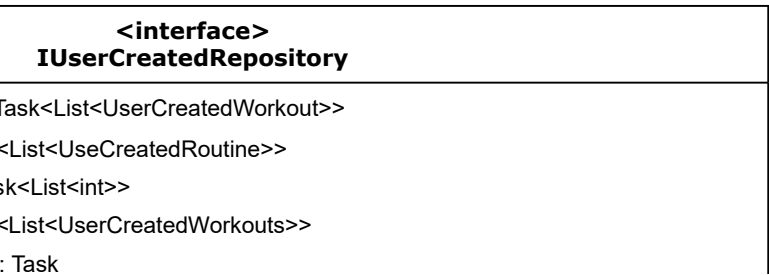 <interface>
IUserCreatedRepository
Task<List<UserCreatedWorkout>>
<List<UseCreatedRoutine>>
sk<List<int>>
<List<UserCreatedWorkouts>>
: Task